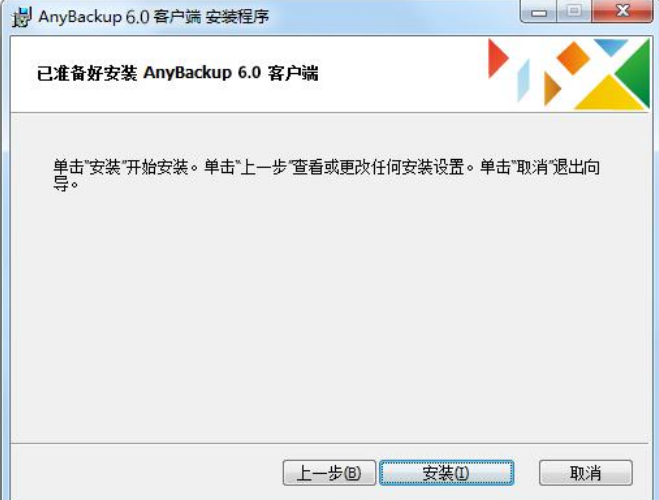 AnyBackup 6.0 客户端 安装程序
已准备好安装 AnyBackup 6.0 客户端
单击"安装"开始安装。单击"上一步"查看或更改任何安装设置。单击"取消"退出向
导。
上一步(B) 安装(I) 取消